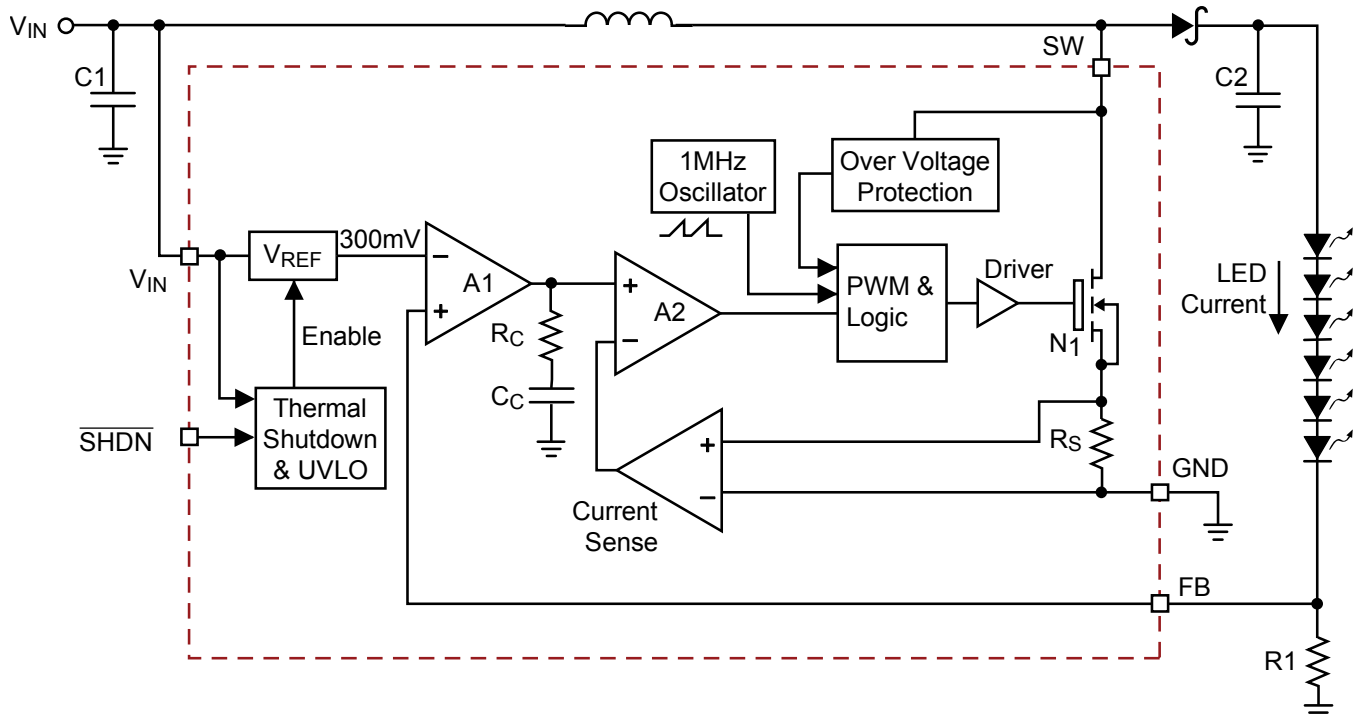 VIN
C1
SW
C2
1MHz
Oscillator
Over Voltage
Protection
VIN
VREF
300mV
−
+
A1
Enable
RC
CC
+
−
A2
PWM &
Logic
Driver
N1
LED
Current
SHDN
Thermal
Shutdown
& UVLO
Current
Sense
+
−
RS
GND
FB
R1